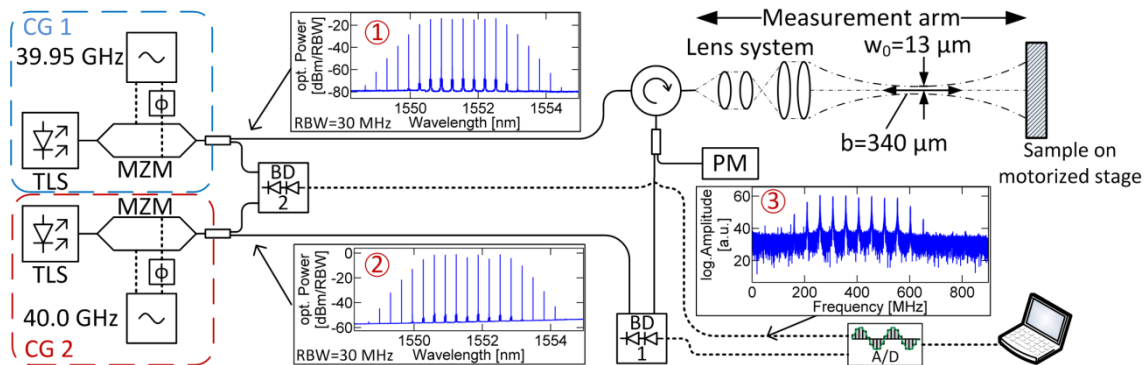 CG 1
39.95 GHz
ϕ
TLS
MZM
①
opt. Power
[dBm/RBW]
-20
-40
-60
-80
1550
1552
1554
RBW=30 MHz
Wavelength [nm]
BD
2
MZM
TLS
ϕ
40.0 GHz
CG 2
②
opt. Power
[dBm/RBW]
0
-20
-40
-60
1550
1552
1554
RBW=30 MHz
Wavelength [nm]
Measurement arm
Lens system
w₀=13 µm
b=340 µm
Sample on
motorized stage
PM
③
log.Amplitude
[a.u.]
60
40
20
0
200
400
600
800
Frequency [MHz]
BD
1
A/D